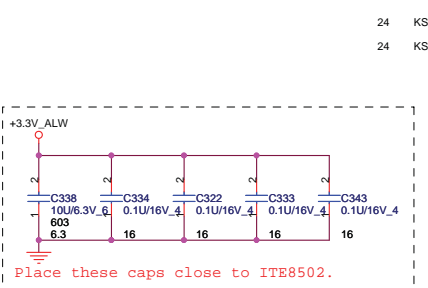 24 KS
24 KS
+3.3V_ALW
2 2 2 2 2
C338 C334 C322 C333 C343
10U/6.3V_6 0.1U/16V_4 0.1U/16V_4 0.1U/16V_4 0.1U/16V_4
1 1 1 1 1
603
6.3 16 16 16 16
Place these caps close to ITE8502.